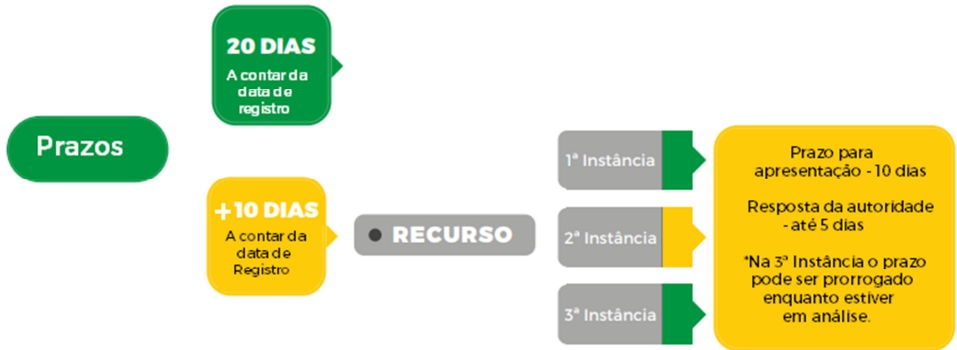 Prazos
20 DIAS
A contar da
data de
registro
+10 DIAS
A contar da
data de
Registro
RECURSO
1ª Instância
2ª Instância
3ª Instância
Prazo para
apresentação - 10 dias
Resposta da autoridade
- até 5 dias
*Na 3ª Instância o prazo
pode ser prorrogado
enquanto estiver
em análise.